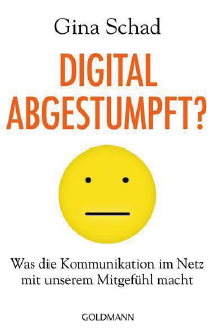 Gina Schad
DIGITAL
ABGESTUMPFT?
Was die Kommunikation im Netz
mit unserem Mitgefühl macht
GOLDMANN